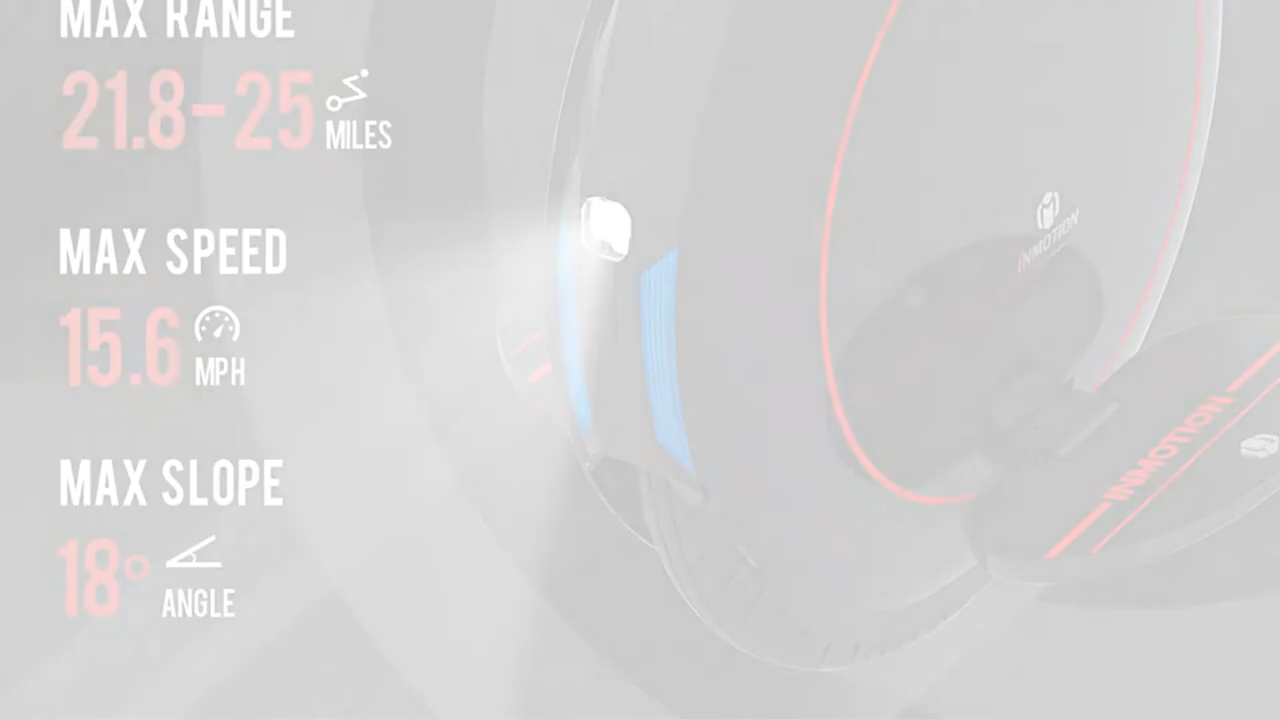 MAX RANGE
21.8-25
MILES
MAX SPEED
15.6
MPH
MAX SLOPE
18°
ANGLE
INMOTION
INMOTION